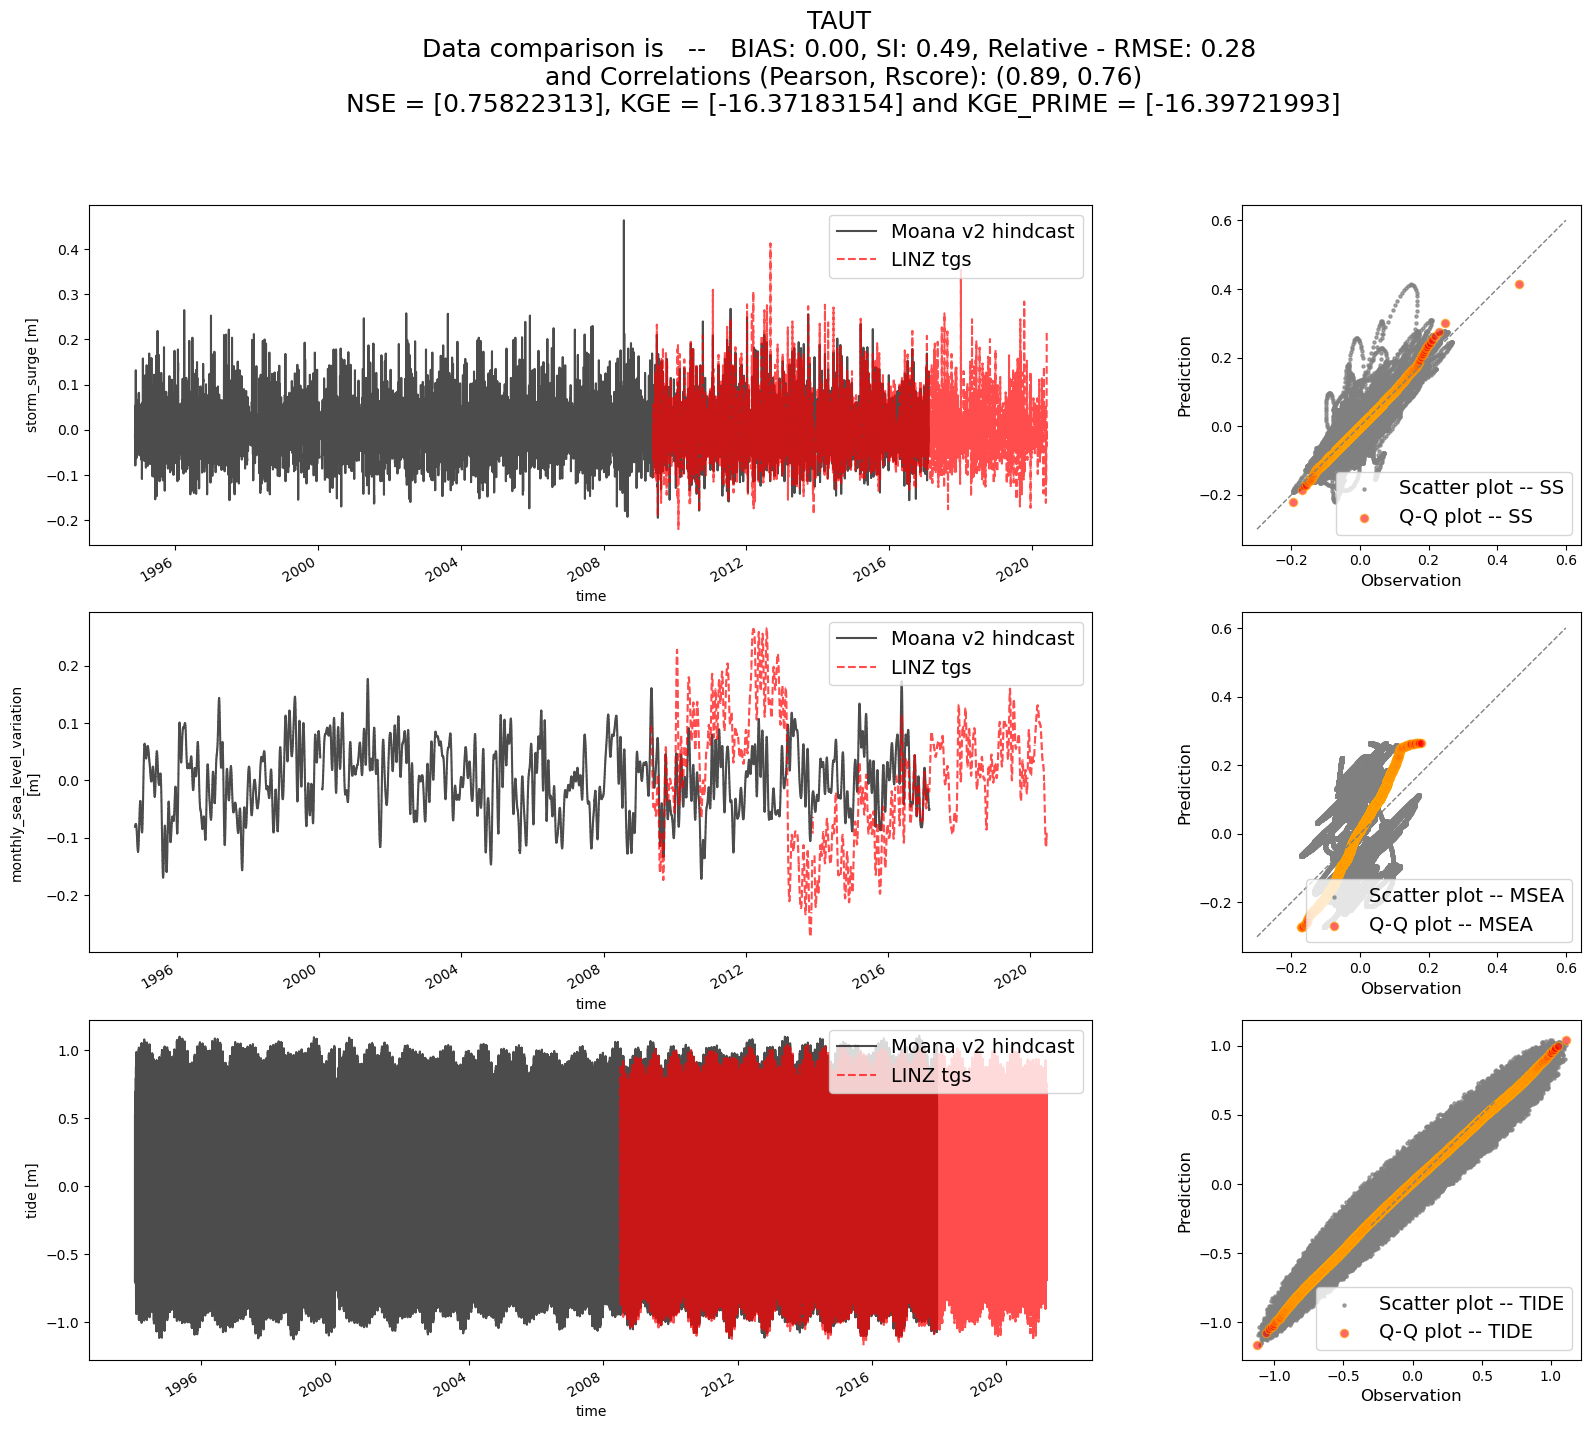 TAUT
Data comparison is -- BIAS: 0.00, SI: 0.49, Relative - RMSE: 0.28
and Correlations (Pearson, Rscore): (0.89, 0.76)
NSE = [0.75822313], KGE = [-16.37183154] and KGE_PRIME = [-16.39721993]
storm_surge [m]
0.4
0.3
0.2
0.1
0.0
−0.1
−0.2
Moana v2 hindcast
LINZ tgs
1996
2000
2004
2008
2012
2016
2020
time
Prediction
0.6
0.4
0.2
0.0
−0.2
Scatter plot -- SS
Q-Q plot -- SS
−0.2
0.0
0.2
0.4
0.6
Observation
monthly_sea_level_variation
[m]
0.2
0.1
0.0
−0.1
−0.2
Moana v2 hindcast
LINZ tgs
1996
2000
2004
2008
2012
2016
2020
time
Prediction
0.6
0.4
0.2
0.0
−0.2
Scatter plot -- MSEA
Q-Q plot -- MSEA
−0.2
0.0
0.2
0.4
0.6
Observation
tide [m]
1.0
0.5
0.0
−0.5
−1.0
Moana v2 hindcast
LINZ tgs
1996
2000
2004
2008
2012
2016
2020
time
Prediction
1.0
0.5
0.0
−0.5
−1.0
Scatter plot -- TIDE
Q-Q plot -- TIDE
−1.0
−0.5
0.0
0.5
1.0
Observation